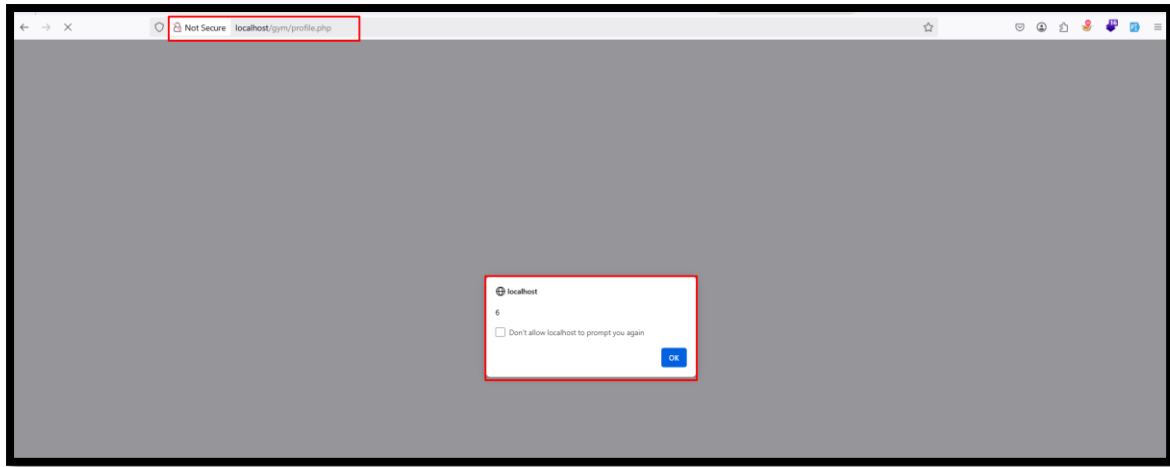 Not Secure localhost/gym/profile.php
localhost
6
Don't allow localhost to prompt you again
OK